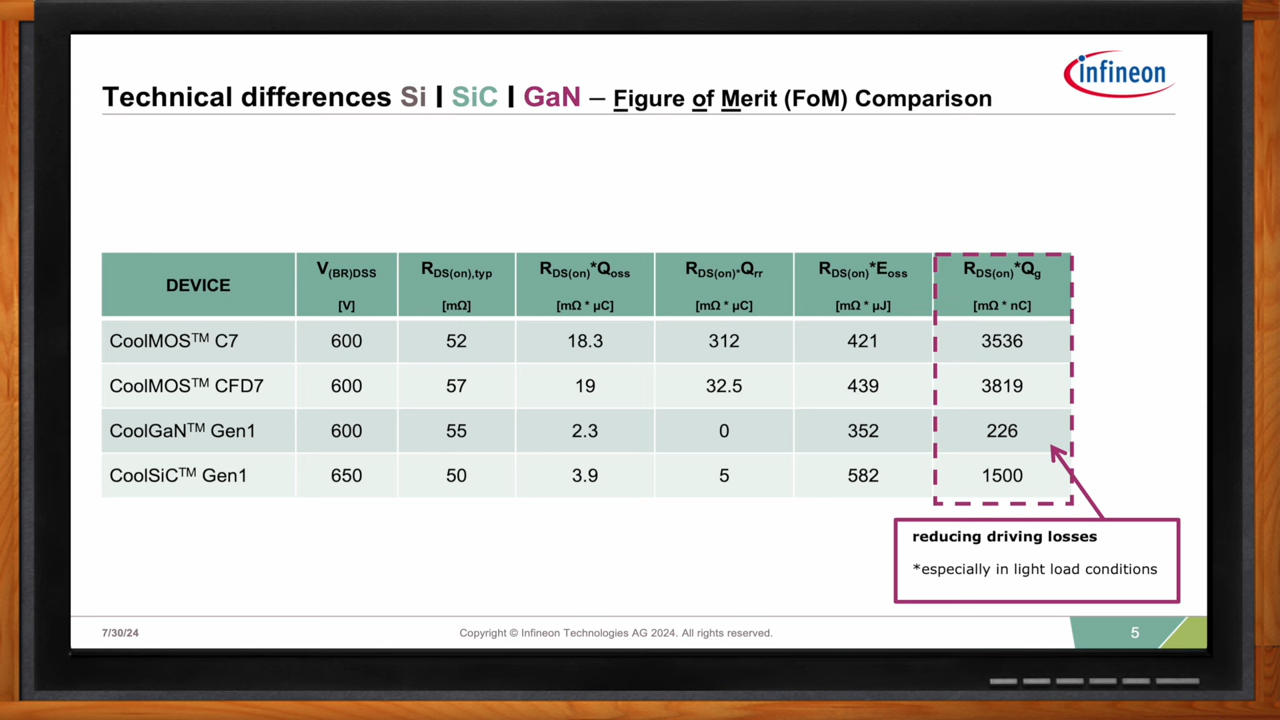 infineon
Technical differences Si | SiC | GaN – Figure of Merit (FoM) Comparison
DEVICE V(BR)DSS [V] RDS(on),typ [mΩ] RDS(on)*Qoss [mΩ * µC] RDS(on)*Qrr [mΩ * µC] RDS(on)*Eoss [mΩ * µJ] RDS(on)*Qg [mΩ * nC]
CoolMOS™ C7 600 52 18.3 312 421 3536
CoolMOS™ CFD7 600 57 19 32.5 439 3819
CoolGaN™ Gen1 600 55 2.3 0 352 226
CoolSiC™ Gen1 650 50 3.9 5 582 1500
reducing driving losses
*especially in light load conditions
7/30/24 Copyright © Infineon Technologies AG 2024. All rights reserved. 5